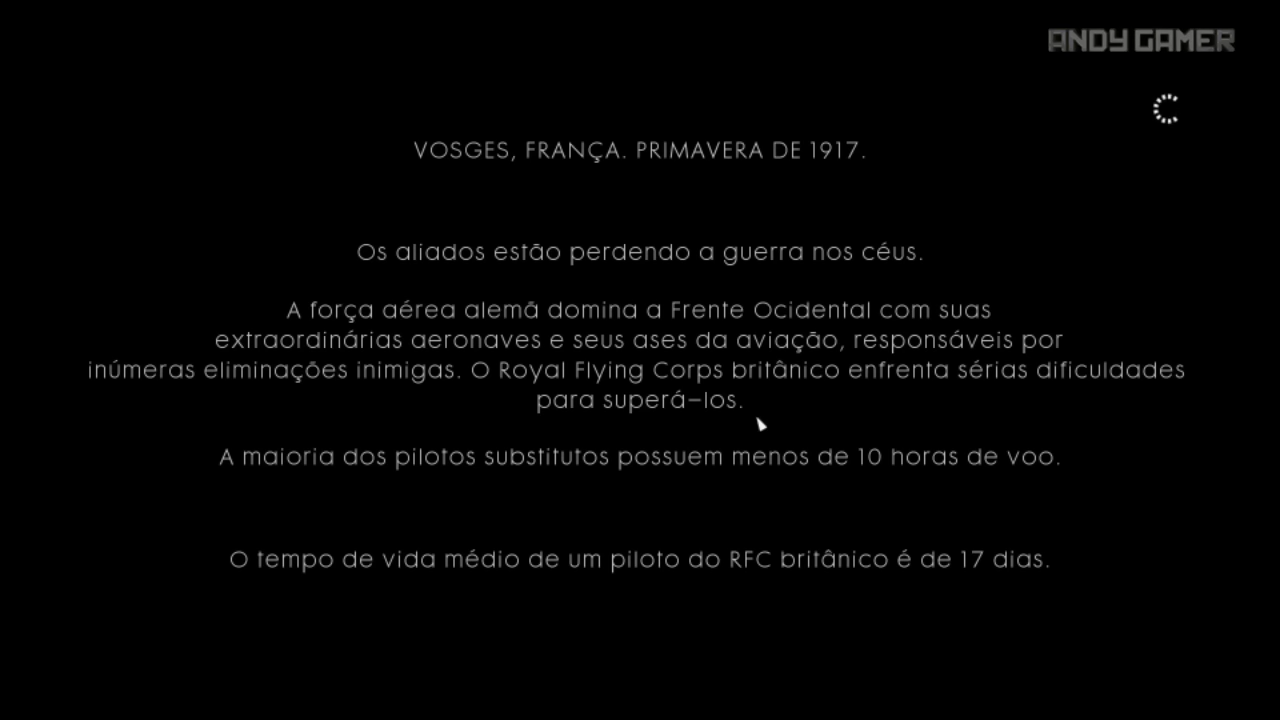 ANDY GAMER
VOSGES, FRANÇA. PRIMAVERA DE 1917.
Os aliados estão perdendo a guerra nos céus.
A força aérea alemã domina a Frente Ocidental com suas
extraordinárias aeronaves e seus ases da aviação, responsáveis por
inúmeras eliminações inimigas. O Royal Flying Corps britânico enfrenta sérias dificuldades
para superá-los.
A maioria dos pilotos substitutos possuem menos de 10 horas de voo.
O tempo de vida médio de um piloto do RFC britânico é de 17 dias.